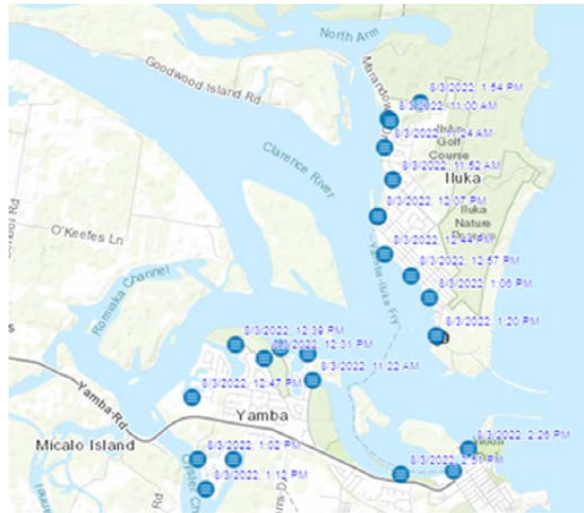 North Arm
Goodwood Island Rd
Marandow
8/3/2022, 1:54 PM
8/3/2022, 11:00 AM
8/3/2022, 11:24 AM
Iluka
Golf
Course
Clarence River
8/3/2022, 11:52 AM
Iluka
8/3/2022, 12:07 PM
Iluka
Nature
Reserve
O'Keefes Ln
8/3/2022, 12:44 PM
8/3/2022, 12:57 PM
Yamba-Iluka Fry
8/3/2022, 1:06 PM
Romiaka Channel
8/3/2022, 1:20 PM
8/3/2022, 12:39 PM
8/3/2022, 12:31 PM
8/3/2022, 11:22 AM
8/3/2022, 12:47 PM
Yamba Rd
Yamba
Micalo Island
8/3/2022, 2:26 PM
8/3/2022, 1:02 PM
8/3/2022, 1:12 PM
Oyster Ch
Rd